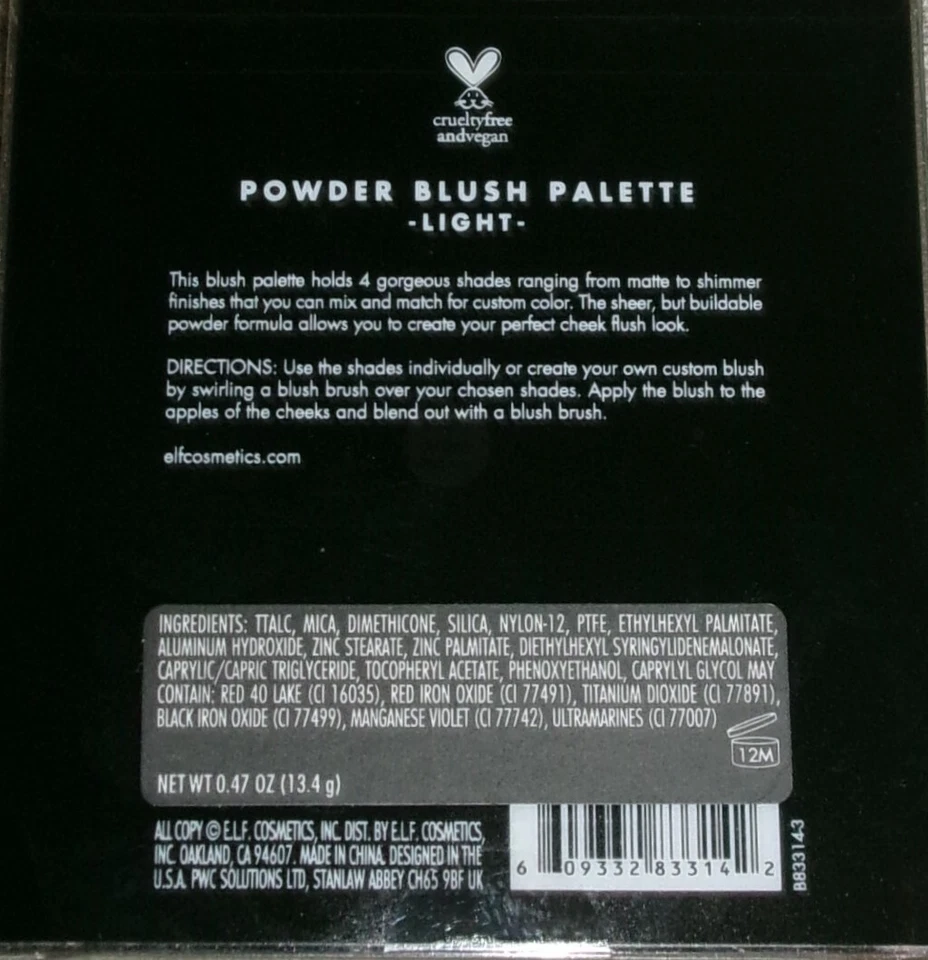 crueltyfree
andvegan
POWDER BLUSH PALETTE
-LIGHT-
This blush palette holds 4 gorgeous shades ranging from matte to shimmer
finishes that you can mix and match for custom color. The sheer, but buildable
powder formula allows you to create your perfect cheek flush look.
DIRECTIONS: Use the shades individually or create your own custom blush
by swirling a blush brush over your chosen shades. Apply the blush to the
apples of the cheeks and blend out with a blush brush.
elfcosmetics.com
INGREDIENTS: TTALC, MICA, DIMETHICONE, SILICA, NYLON-12, PTFE, ETHYLHEXYL PALMITATE,
ALUMINUM HYDROXIDE, ZINC STEARATE, ZINC PALMITATE, DIETHYLHEXYL SYRINGYLIDENEMALONATE,
CAPRYLIC/CAPRIC TRIGLYCERIDE, TOCOPHERYL ACETATE, PHENOXYETHANOL, CAPRYLYL GLYCOL MAY
CONTAIN: RED 40 LAKE (CI 16035), RED IRON OXIDE (CI 77491), TITANIUM DIOXIDE (CI 77891),
BLACK IRON OXIDE (CI 77499), MANGANESE VIOLET (CI 77742), ULTRAMARINES (CI 77007)
12M
NET WT 0.47 OZ (13.4 g)
ALL COPY © E.L.F. COSMETICS, INC. DIST. BY E.L.F. COSMETICS,
INC. OAKLAND, CA 94607. MADE IN CHINA. DESIGNED IN THE
U.S.A. PWC SOLUTIONS LTD, STANLAW ABBEY CH65 9BF UK
6 09332 83314 2
B83314-3